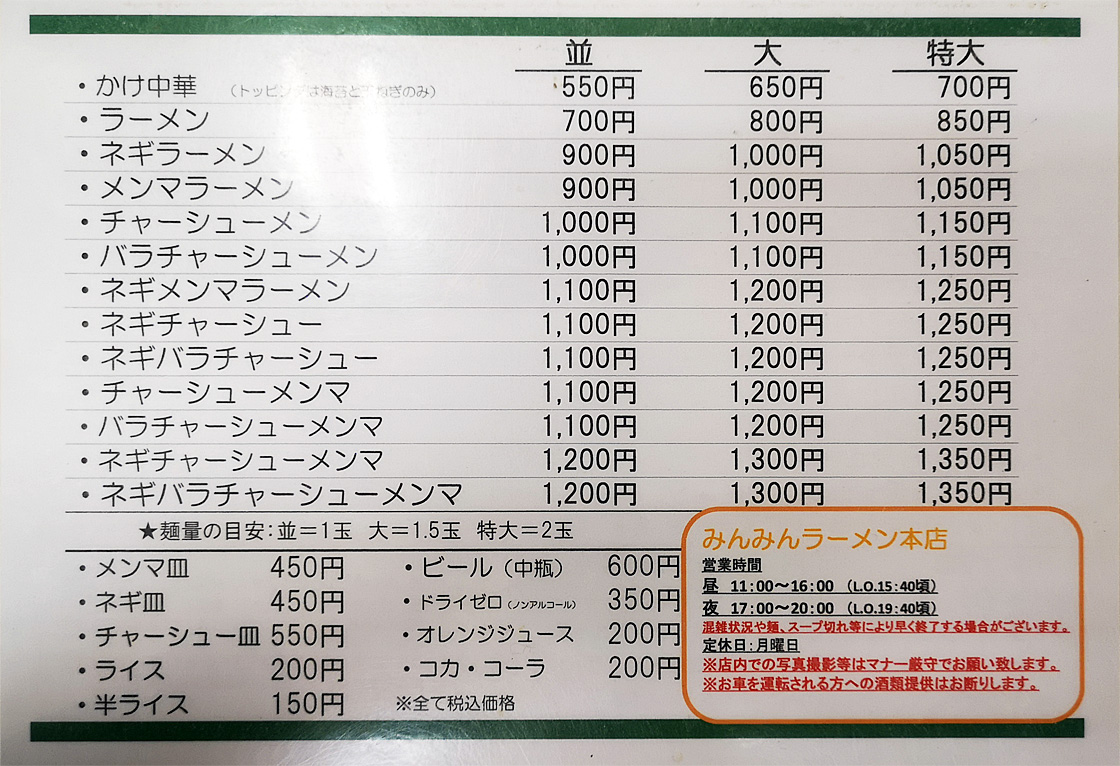 並 大 特大
・かけ中華 (トッピングは海苔とねぎのみ) 550円 650円 700円
・ラーメン 700円 800円 850円
・ネギラーメン 900円 1,000円 1,050円
・メンマラーメン 900円 1,000円 1,050円
・チャーシューメン 1,000円 1,100円 1,150円
・バラチャーシューメン 1,000円 1,100円 1,150円
・ネギメンマラーメン 1,100円 1,200円 1,250円
・ネギチャーシュー 1,100円 1,200円 1,250円
・ネギバラチャーシュー 1,100円 1,200円 1,250円
・チャーシューメンマ 1,100円 1,200円 1,250円
・バラチャーシューメンマ 1,100円 1,200円 1,250円
・ネギチャーシューメンマ 1,200円 1,300円 1,350円
・ネギバラチャーシューメンマ 1,200円 1,300円 1,350円
★麺量の目安:並=1玉 大=1.5玉 特大=2玉
・メンマ皿 450円
・ネギ皿 450円
・チャーシュー皿 550円
・ライス 200円
・半ライス 150円
・ビール(中瓶) 600円
・ドライゼロ(ノンアルコール) 350円
・オレンジジュース 200円
・コカ・コーラ 200円
※全て税込価格
みんみんラーメン本店
営業時間
昼 11:00〜16:00 (L.O.15:40頃)
夜 17:00〜20:00 (L.O.19:40頃)
混雑状況や麺、スープ切れ等により早く終了する場合がございます。
定休日:月曜日
※店内での写真撮影等はマナー厳守でお願い致します。
※お車を運転される方への酒類提供はお断りします。